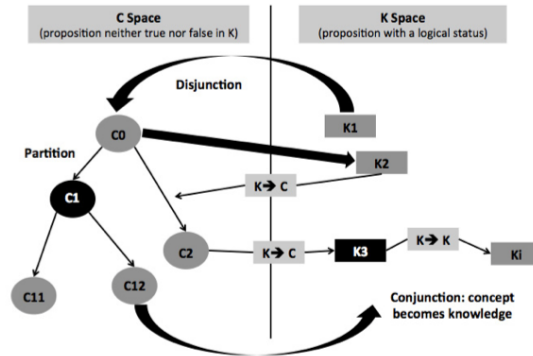 C Space
(proposition neither true nor false in K)
K Space
(proposition with a logical status)
Disjunction
K1
C0
Partition
K2
K➔ C
C1
C2
K➔ C
K3
K➔ K
Ki
C11
C12
Conjunction: concept
becomes knowledge